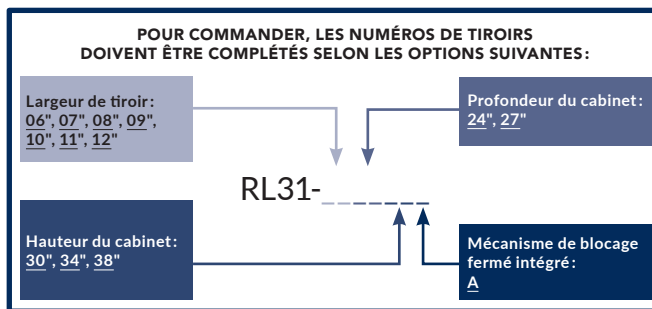 POUR COMMANDER, LES NUMÉROS DE TIROIRS
DOIVENT ÊTRE COMPLÉTÉS SELON LES OPTIONS SUIVANTES :
Largeur de tiroir :
06", 07", 08", 09",
10", 11", 12"
Profondeur du cabinet :
24", 27"
RL31-_______
Hauteur du cabinet :
30", 34", 38"
Mécanisme de blocage
fermé intégré :
A